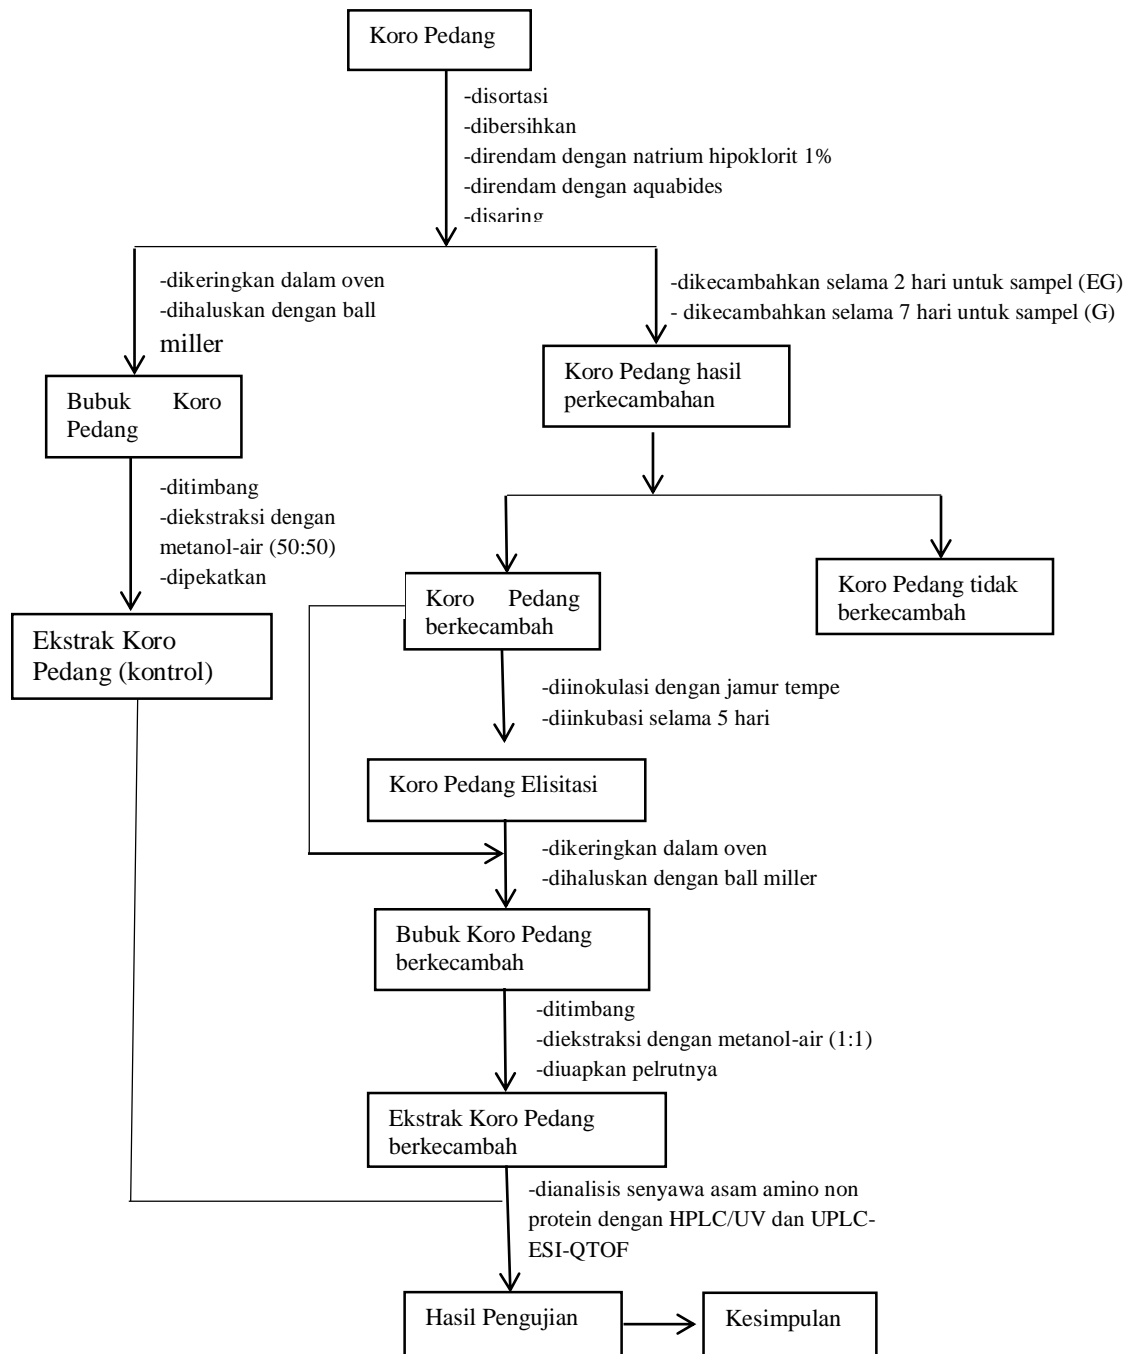 Koro Pedang
-disortasi
-dibersihkan
-direndam dengan natrium hipoklorit 1%
-direndam dengan aquabides
-disaring
-dikeringkan dalam oven
-dihaluskan dengan ball
miller
-dikecambahkan selama 2 hari untuk sampel (EG)
- dikecambahkan selama 7 hari untuk sampel (G)
Bubuk Koro
Pedang
Koro Pedang hasil
perkecambahan
-ditimbang
-diekstraksi dengan
metanol-air (50:50)
-dipekatkan
Koro Pedang
berkecambah
Koro Pedang tidak
berkecambah
Ekstrak Koro
Pedang (kontrol)
-diinokulasi dengan jamur tempe
-diinkubasi selama 5 hari
Koro Pedang Elisitasi
-dikeringkan dalam oven
-dihaluskan dengan ball miller
Bubuk Koro Pedang
berkecambah
-ditimbang
-diekstraksi dengan metanol-air (1:1)
-diuapkan pelrutnya
Ekstrak Koro Pedang
berkecambah
-dianalisis senyawa asam amino non
protein dengan HPLC/UV dan UPLC-
ESI-QTOF
Hasil Pengujian
Kesimpulan